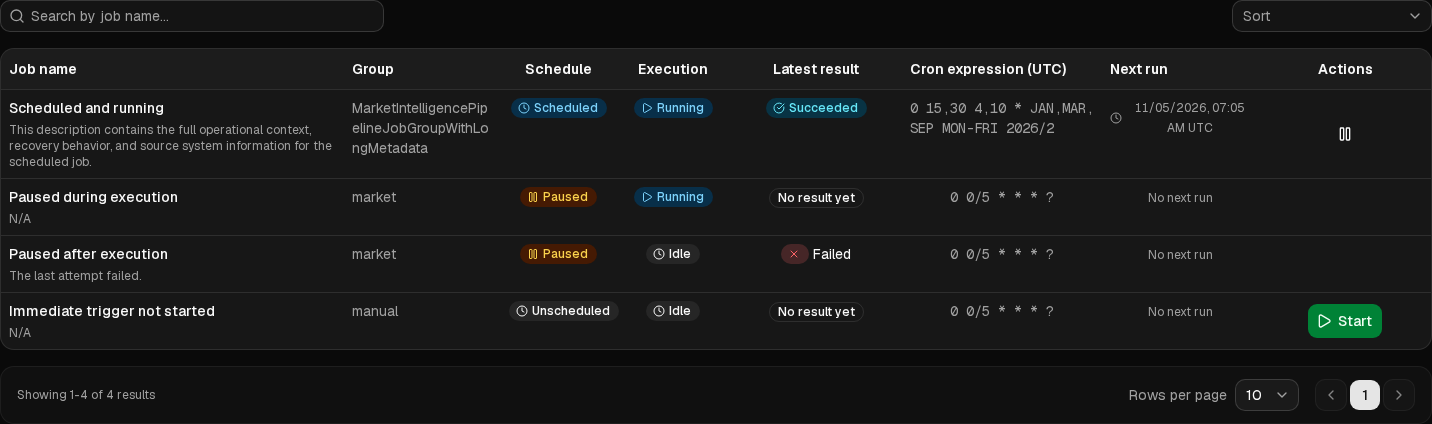 Search by job name...
Sort
Job name Group Schedule Execution Latest result Cron expression (UTC) Next run Actions
Scheduled and running
This description contains the full operational context,
recovery behavior, and source system information for the
scheduled job.
MarketIntelligencePip
elineJobGroupWithLo
ngMetadata
Scheduled
Running
Succeeded
0 15,30 4,10 * JAN,MAR,
SEP MON-FRI 2026/2
11/05/2026, 07:05
AM UTC
Paused during execution
N/A
market
Paused
Running
No result yet
0 0/5 * * * ?
No next run
Paused after execution
The last attempt failed.
market
Paused
Idle
Failed
0 0/5 * * * ?
No next run
Immediate trigger not started
N/A
manual
Unscheduled
Idle
No result yet
0 0/5 * * * ?
No next run
Start
Showing 1-4 of 4 results
Rows per page 10
1